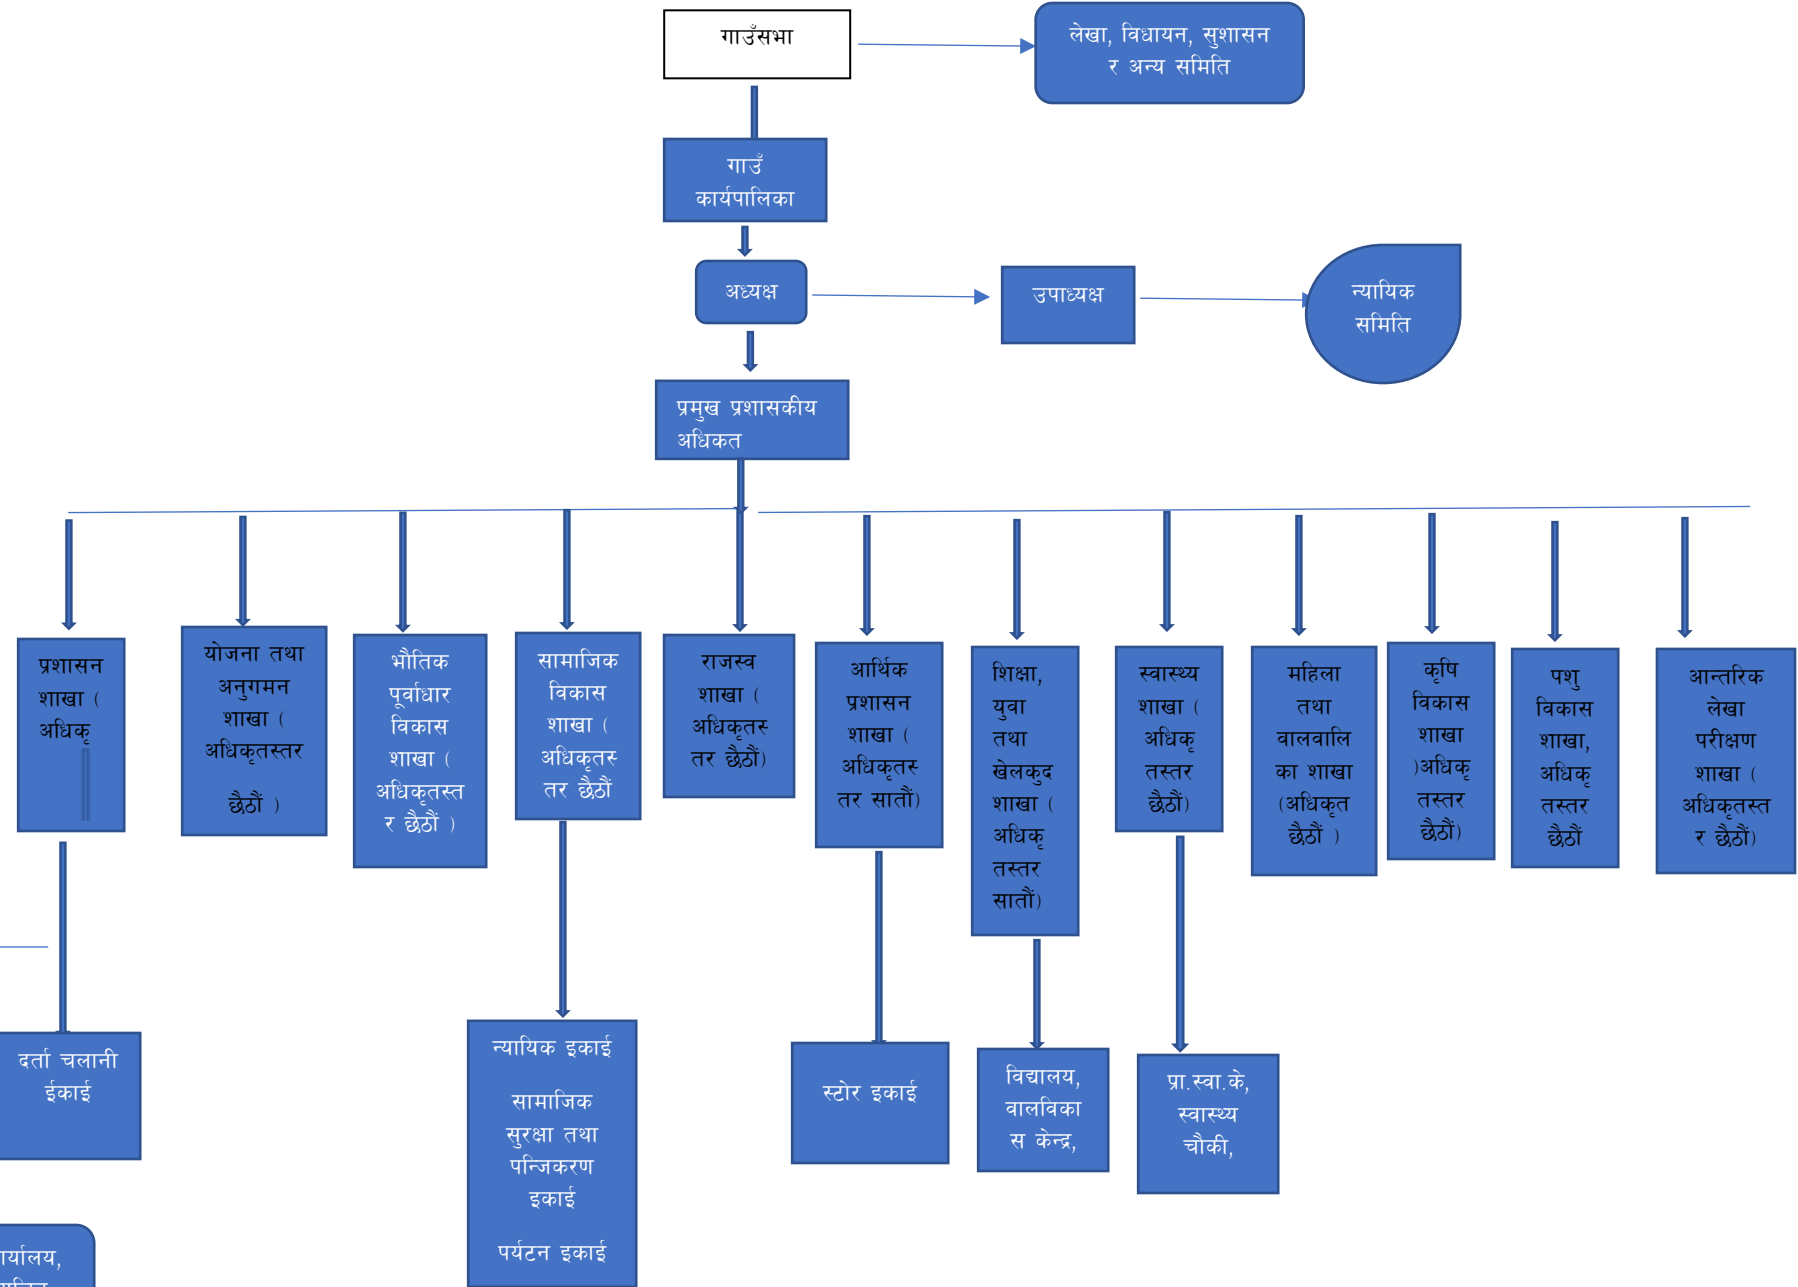 गाउँसभा
लेखा, विधायन, सुशासन
र अन्य समिति
गाउँ
कार्यपालिका
अध्यक्ष
उपाध्यक्ष
न्यायिक
समिति
प्रमुख प्रशासकीय
अधिकत
प्रशासन
शाखा (
अधिकृ
योजना तथा
अनुगमन
शाखा (
अधिकृतस्तर
छैठौं )
भौतिक
पूर्वाधार
विकास
शाखा (
अधिकृतस्त
र छैठौं )
सामाजिक
विकास
शाखा (
अधिकृतस्
तर छैठौं
राजस्व
शाखा (
अधिकृतस्
तर छैठौं)
आर्थिक
प्रशासन
शाखा (
अधिकृतस्
तर सातौं)
शिक्षा,
युवा
तथा
खेलकुद
शाखा (
अधिकृ
तस्तर
सातौं)
स्वास्थ्य
शाखा (
अधिकृ
तस्तर
छैठौं)
महिला
तथा
वालवालि
का शाखा
(अधिकृत
छैठौं )
कृषि
विकास
शाखा
)अधिकृ
तस्तर
छैठौं)
पशु
विकास
शाखा,
अधिकृ
तस्तर
छैठौं
आन्तरिक
लेखा
परीक्षण
शाखा (
अधिकृतस्त
र छैठौं)
दर्ता चलानी
ईकाई
न्यायिक इकाई
सामाजिक
सुरक्षा तथा
पन्जिकरण
इकाई
पर्यटन इकाई
स्टोर इकाई
विद्यालय,
वालविका
स केन्द्र,
प्रा.स्वा.के,
स्वास्थ्य
चौकी,
ार्यालय,